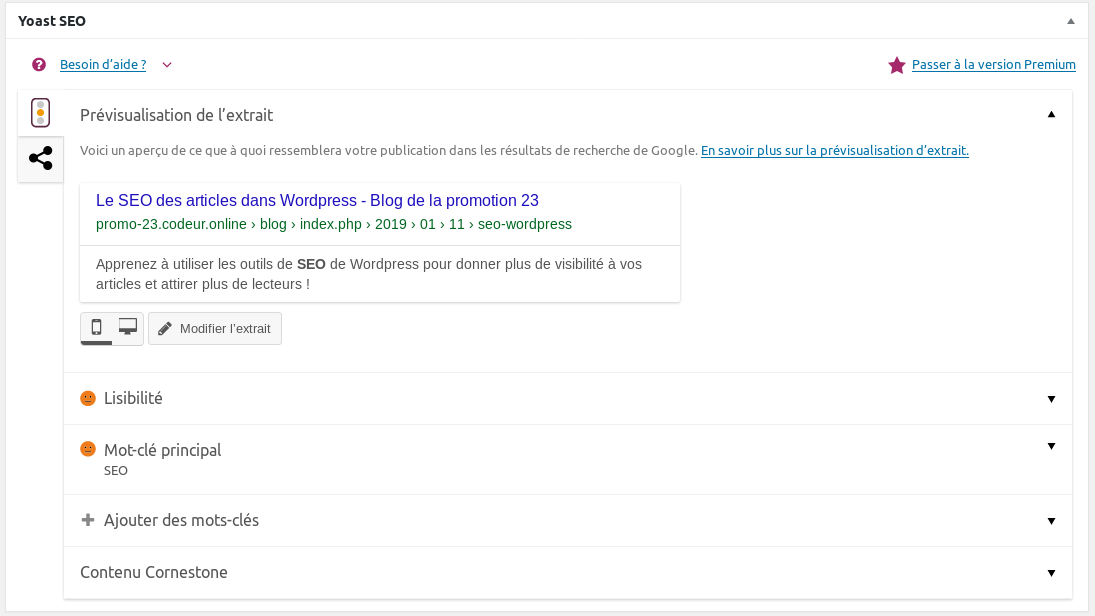 Yoast SEO
Besoin d’aide ?
Passer à la version Premium
Prévisualisation de l’extrait
Voici un aperçu de ce que à quoi ressemblera votre publication dans les résultats de recherche de Google. En savoir plus sur la prévisualisation d’extrait.
Le SEO des articles dans Wordpress - Blog de la promotion 23
promo-23.codeur.online › blog › index.php › 2019 › 01 › 11 › seo-wordpress
Apprenez à utiliser les outils de SEO de Wordpress pour donner plus de visibilité à vos
articles et attirer plus de lecteurs !
Modifier l’extrait
Lisibilité
Mot-clé principal
SEO
Ajouter des mots-clés
Contenu Cornestone